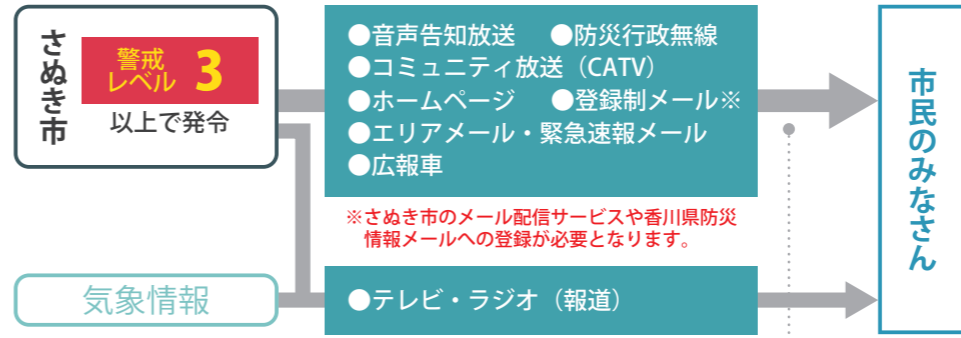 さぬき市
警戒
レベル 3
以上で発令
●音声告知放送 ●防災行政無線
●コミュニティ放送（CATV）
●ホームページ ●登録制メール※
●エリアメール・緊急速報メール
●広報車
※さぬき市のメール配信サービスや香川県防災
情報メールへの登録が必要となります。
気象情報
●テレビ・ラジオ（報道）
市民のみなさん